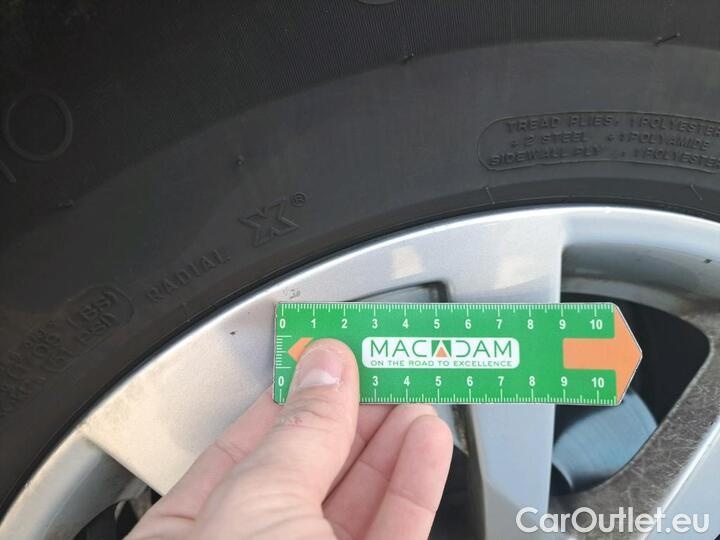 TREAD PLIES: 1 POLYESTER
+ 2 STEEL + 1 POLYAMIDE
SIDEWALL PLY: 1 POLYESTER
RADIAL X®
LBS)
PSI)
0 1 2 3 4 5 6 7 8 9 10
MACADAM
ON THE ROAD TO EXCELLENCE
0 3 4 5 6 7 8 9 10
CarOutlet.eu